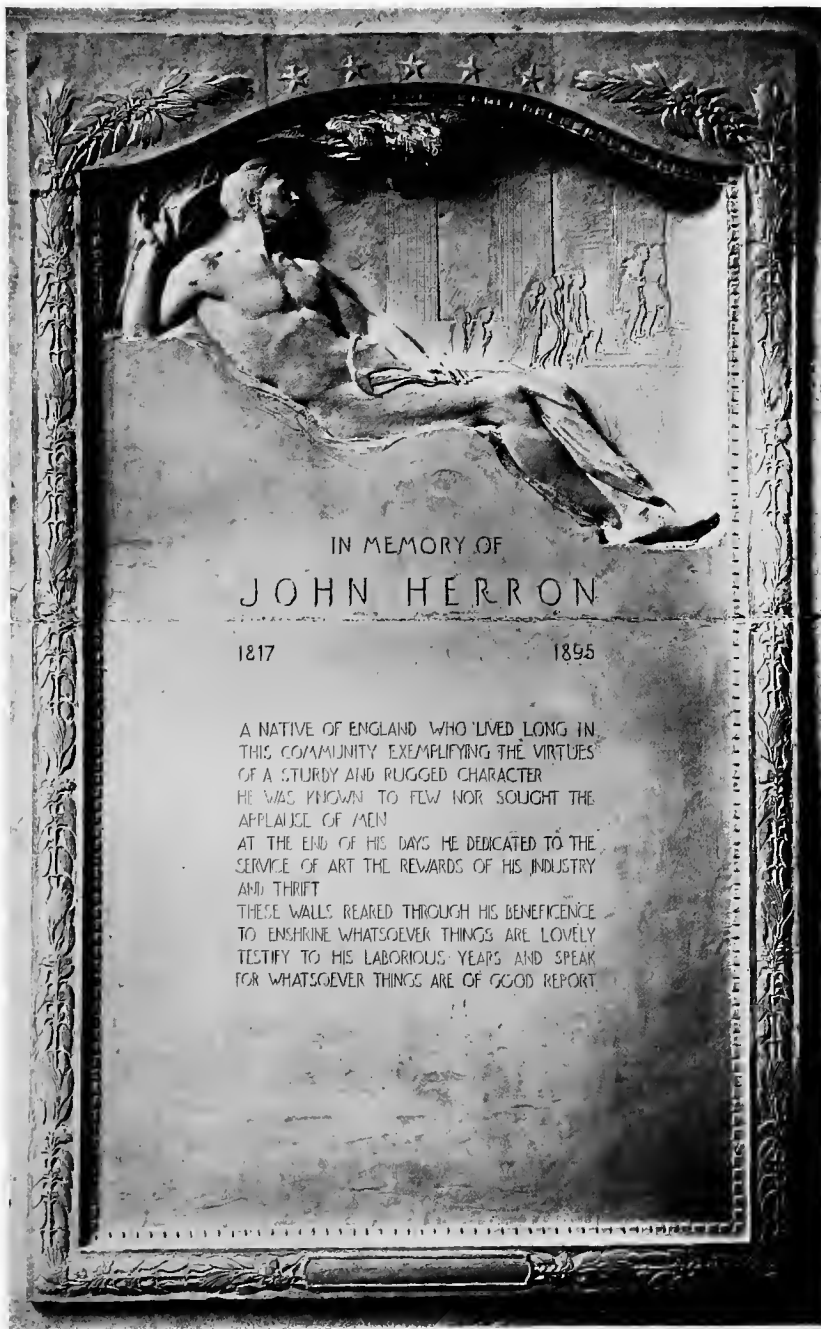 IN MEMORY OF
JOHN HERRON
1817 1895
A NATIVE OF ENGLAND WHO LIVED LONG IN
THIS COMMUNITY EXEMPLIFYING THE VIRTUES
OF A STURDY AND RUGGED CHARACTER
HE WAS KNOWN TO FEW NOR SOUGHT THE
APPLAUSE OF MEN
AT THE END OF HIS DAYS HE DEDICATED TO THE
SERVICE OF ART THE REWARDS OF HIS INDUSTRY
AND THRIFT
THESE WALLS REARED THROUGH HIS BENEFICENCE
TO ENSHRINE WHATSOEVER THINGS ARE LOVELY
TESTIFY TO HIS LABORIOUS YEARS AND SPEAK
FOR WHATSOEVER THINGS ARE OF GOOD REPORT